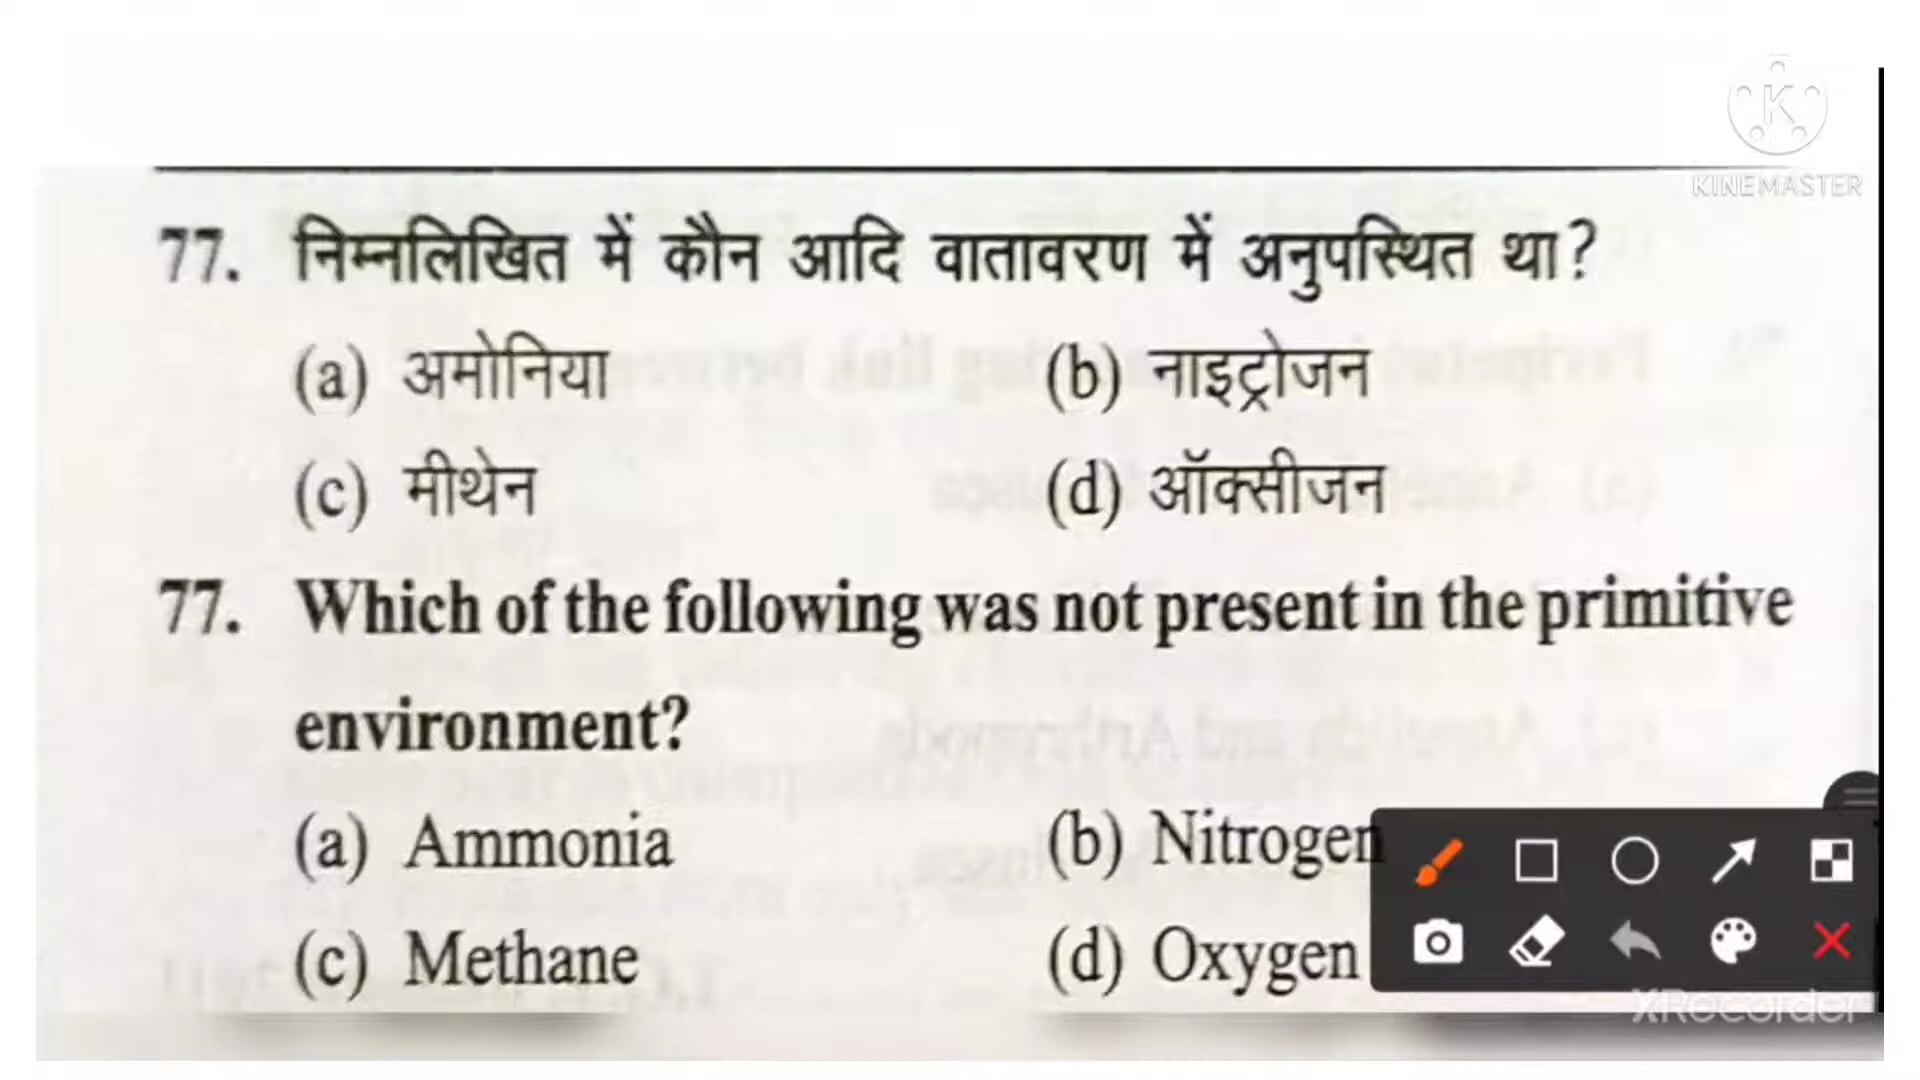 KINEMASTER
77. निम्नलिखित में कौन आदि वातावरण में अनुपस्थित था?
(a) अमोनिया (b) नाइट्रोजन
(c) मीथेन (d) ऑक्सीजन
77. Which of the following was not present in the primitive
environment?
(a) Ammonia (b) Nitrogen
(c) Methane (d) Oxygen
XRecorder